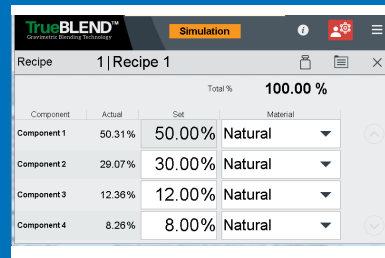 TrueBLEND™
Gravimetric Blending Technology
Simulation
Recipe 1|Recipe 1
Total % 100.00 %
Component Actual Set Material
Component 1 50.31% 50.00% Natural
Component 2 29.07% 30.00% Natural
Component 3 12.36% 12.00% Natural
Component 4 8.26% 8.00% Natural